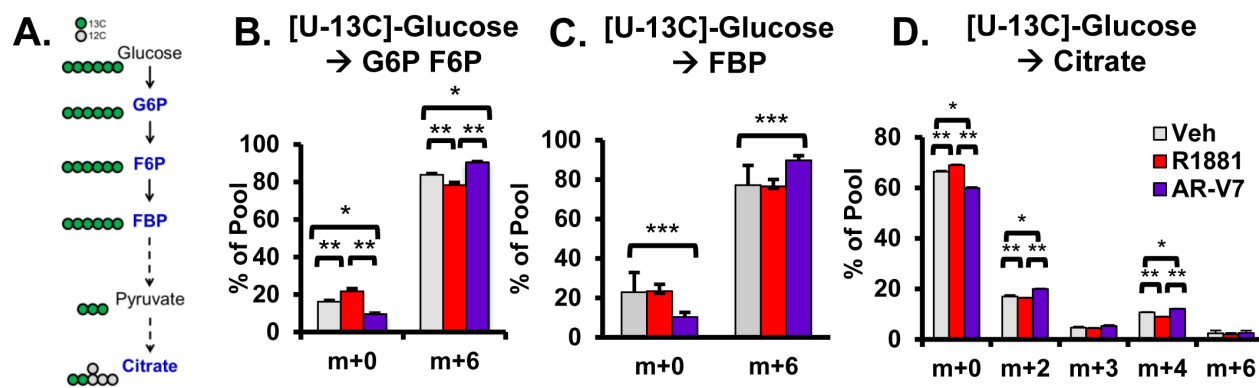 A.
13C
12C
Glucose
G6P
F6P
FBP
Pyruvate
Citrate
B.
[U-13C]-Glucose
→ G6P F6P
% of Pool
100
80
60
40
20
0
*
** **
*
** **
m+0 m+6
C.
[U-13C]-Glucose
→ FBP
% of Pool
100
80
60
40
20
0
***
***
m+0 m+6
D.
[U-13C]-Glucose
→ Citrate
% of Pool
80
60
40
20
0
*
** **
*
** **
*
** **
m+0 m+2 m+3 m+4 m+6
Veh
R1881
AR-V7